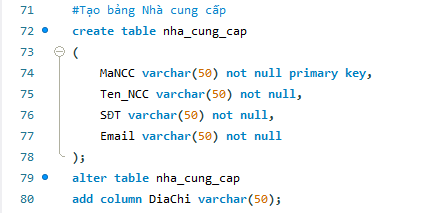 71 #Tạo bảng Nhà cung cấp
72 create table nha_cung_cap
73 (
74 MaNCC varchar(50) not null primary key,
75 Ten_NCC varchar(50) not null,
76 SĐT varchar(50) not null,
77 Email varchar(50) not null
78 );
79 alter table nha_cung_cap
80 add column DiaChi varchar(50);